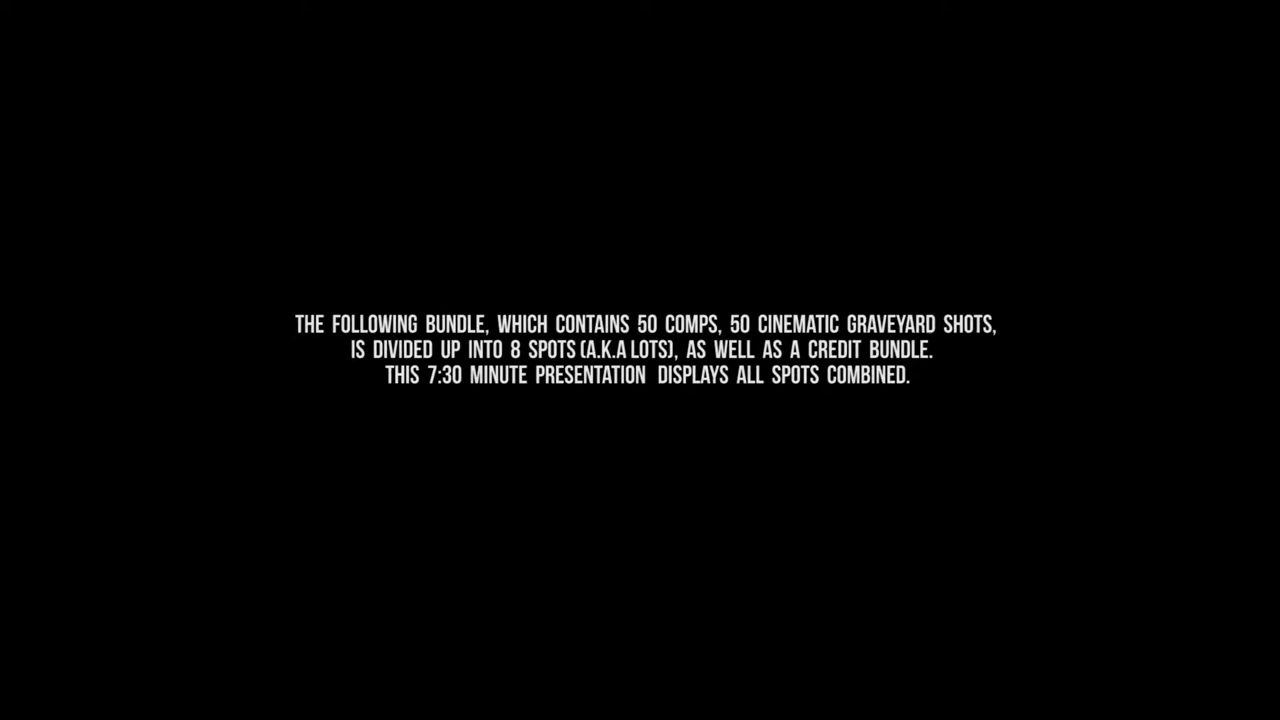 THE FOLLOWING BUNDLE, WHICH CONTAINS 50 COMPS, 50 CINEMATIC GRAVEYARD SHOTS,
IS DIVIDED UP INTO 8 SPOTS (A.K.A LOTS), AS WELL AS A CREDIT BUNDLE.
THIS 7:30 MINUTE PRESENTATION DISPLAYS ALL SPOTS COMBINED.